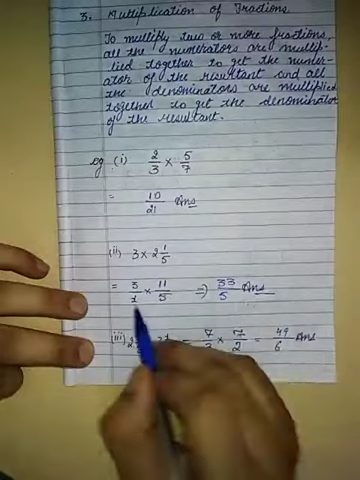 3. Multiplication of Fractions
To multiply two or more fractions,
all the numerators are multip-
lied together to get the numer-
ator of the resultant and all
the denominators are multiplied
together to get the denominator
of the resultant.
eg (i) 2/3 × 5/7
= 10/21 Ans
(ii) 3 × 2 1/5
= 3/1 × 11/5 => 33/5 Ans
(iii) 2 = 7/3 × 7/2 = 49/6 Ans